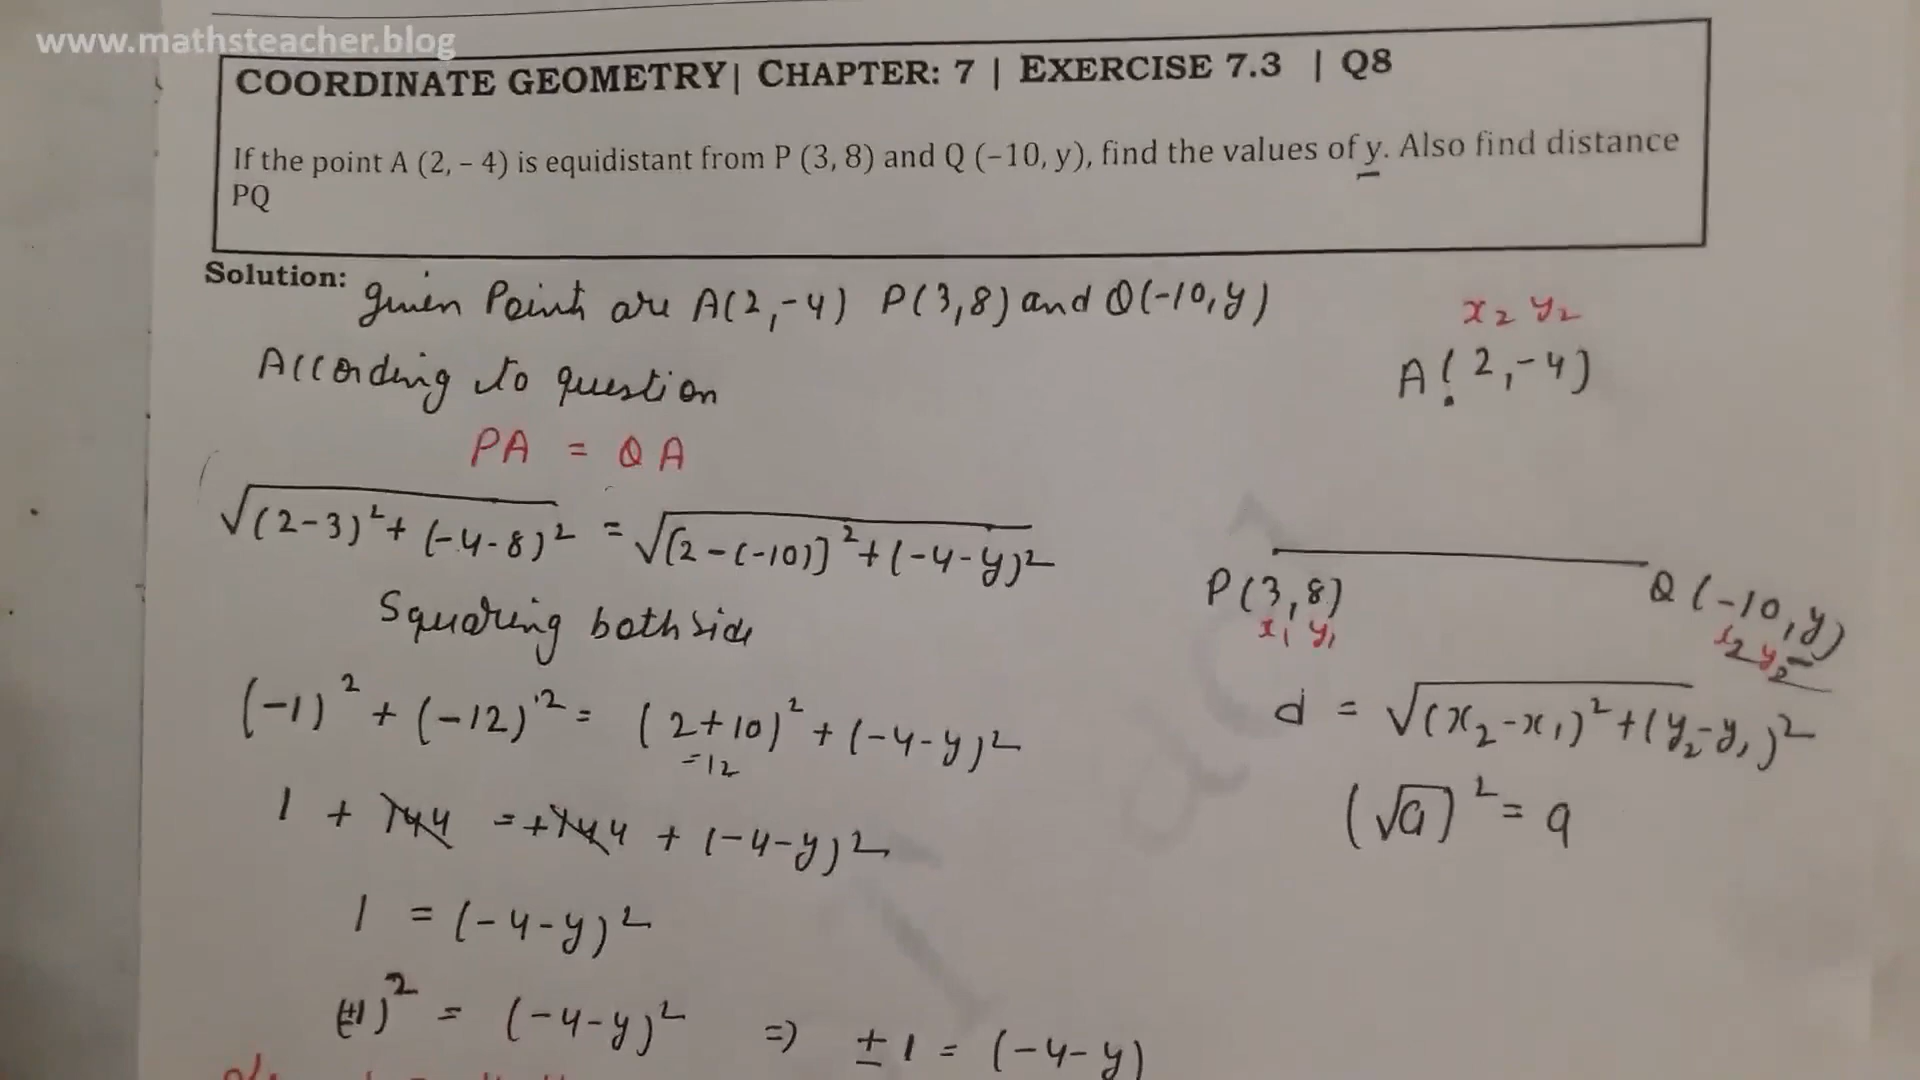 www.mathsteacher.blog
COORDINATE GEOMETRY| CHAPTER: 7 | EXERCISE 7.3 | Q8
If the point A (2, – 4) is equidistant from P (3, 8) and Q (–10, y), find the values of y. Also find distance
PQ
Solution: given Points are A(2,-4) P(3,8) and Q(-10,y)
x₂ y₂
A(2,-4)
According to question
PA = QA
√(2-3)²+(-4-8)² = √[2-(-10)]²+(-4-y)²
P(3,8)
x₁ y₁
Q(-10,y)
x₂ y₂
Squaring both side
(-1)² + (-12)² = (2+10)² + (-4-y)²
=12
d = √(x₂-x₁)²+(y₂-y₁)²
1 + 144 = +144 + (-4-y)²
(√a)² = a
1 = (-4-y)²
(±1)² = (-4-y)² ⇒ ±1 = (-4-y)